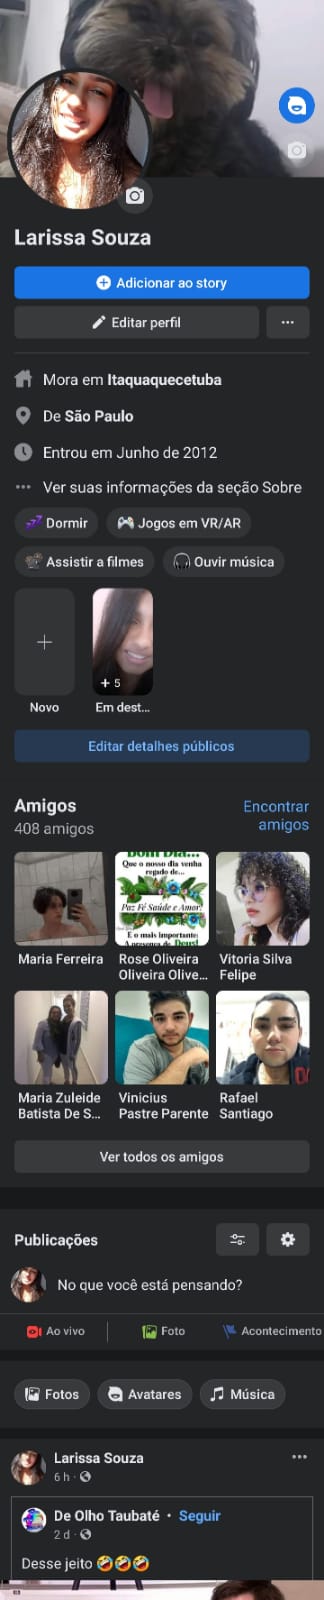 Larissa Souza
Adicionar ao story
Editar perfil
Mora em Itaquaquecetuba
De São Paulo
Entrou em Junho de 2012
Ver suas informações da seção Sobre
Dormir
Jogos em VR/AR
Assistir a filmes
Ouvir música
+ 5
Novo
Em dest...
Editar detalhes públicos
Amigos
408 amigos
Encontrar
amigos
Bom Dia...
Que o nosso dia venha
regado de...
Paz Fé Saúde e Amor!
E o mais importante:
A presença de Deus!
Maria Ferreira
Rose Oliveira
Oliveira Olive...
Vitoria Silva
Felipe
Maria Zuleide
Batista De S...
Vinicius
Pastre Parente
Rafael
Santiago
Ver todos os amigos
Publicações
No que você está pensando?
Ao vivo
Foto
Acontecimento
Fotos
Avatares
Música
Larissa Souza
6 h ·
De Olho Taubaté · Seguir
2 d ·
Desse jeito 🤣🤣🤣